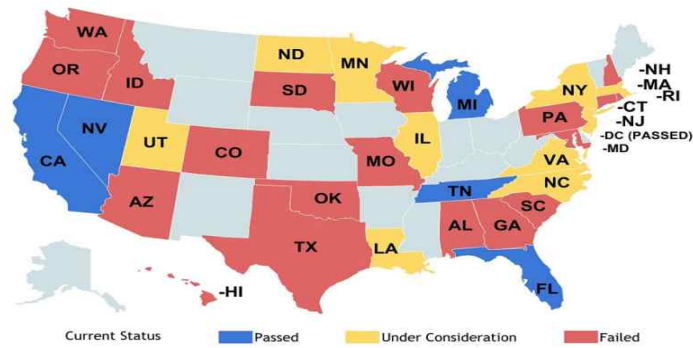 WA
OR
ID
NV
CA
UT
AZ
CO
ND
SD
MN
WI
MI
IL
MO
OK
TX
LA
TN
AL
GA
SC
NC
VA
FL
PA
NY
-NH
-MA
-RI
-CT
-NJ
-DC (PASSED)
-MD
-HI
Current Status
Passed
Under Consideration
Failed